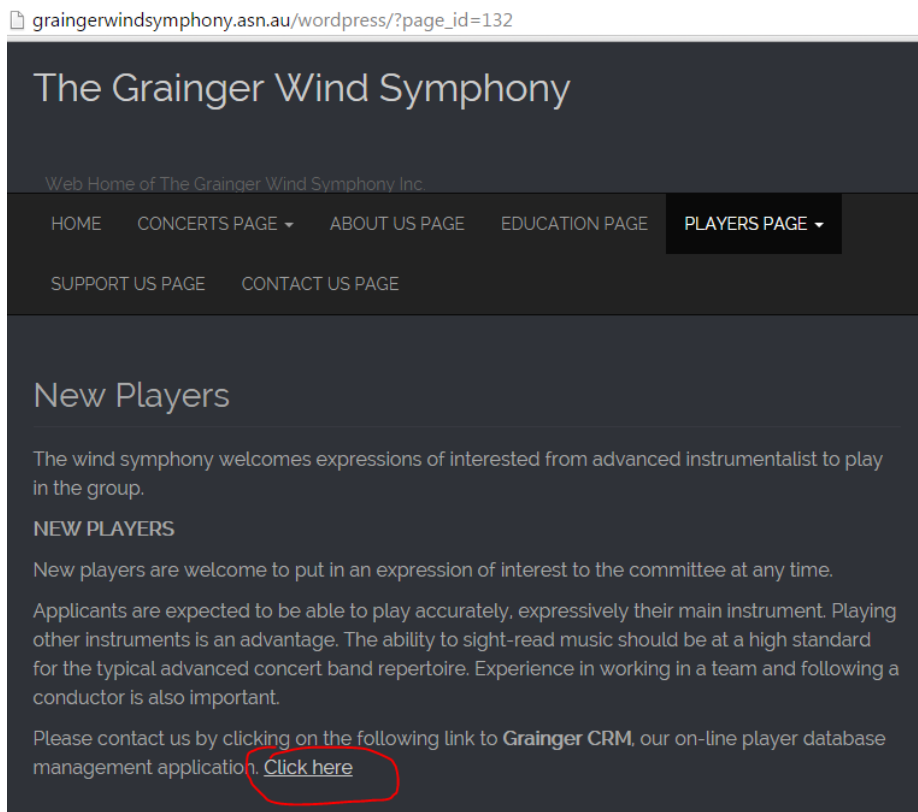 graingerwindsymphony.asn.au/wordpress/?page_id=132
The Grainger Wind Symphony
Web Home of The Grainger Wind Symphony Inc.
HOME CONCERTS PAGE ABOUT US PAGE EDUCATION PAGE PLAYERS PAGE
SUPPORT US PAGE CONTACT US PAGE
New Players
The wind symphony welcomes expressions of interested from advanced instrumentalist to play
in the group.
NEW PLAYERS
New players are welcome to put in an expression of interest to the committee at any time.
Applicants are expected to be able to play accurately, expressively their main instrument. Playing
other instruments is an advantage. The ability to sight-read music should be at a high standard
for the typical advanced concert band repertoire. Experience in working in a team and following a
conductor is also important.
Please contact us by clicking on the following link to Grainger CRM, our on-line player database
management application. Click here